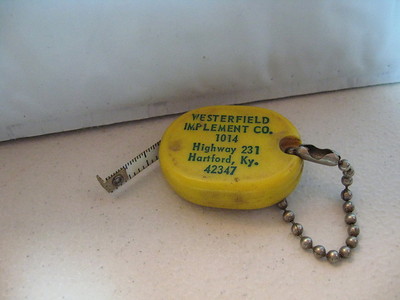 WESTERFIELD
IMPLEMENT CO.
1014
Highway 231
Hartford, Ky.
42347